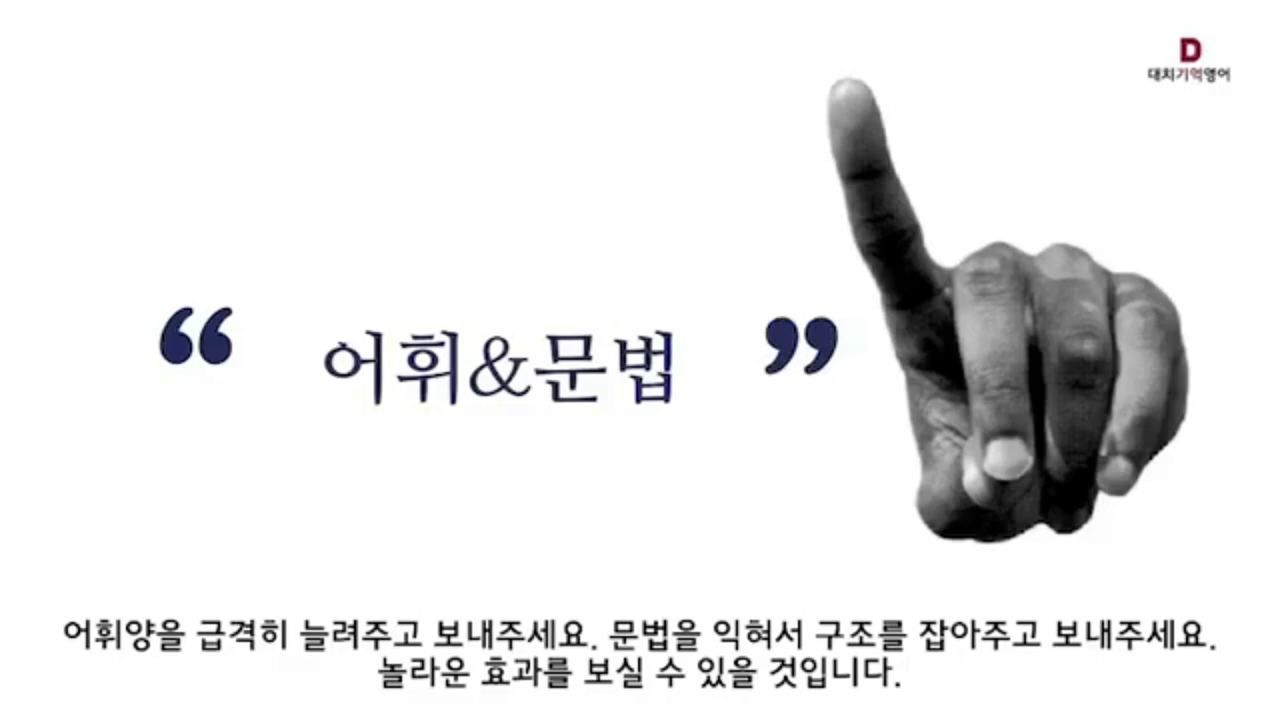 D
대치기억영어
“ 어휘&문법 ”
어휘양을 급격히 늘려주고 보내주세요. 문법을 익혀서 구조를 잡아주고 보내주세요.
놀라운 효과를 보실 수 있을 것입니다.